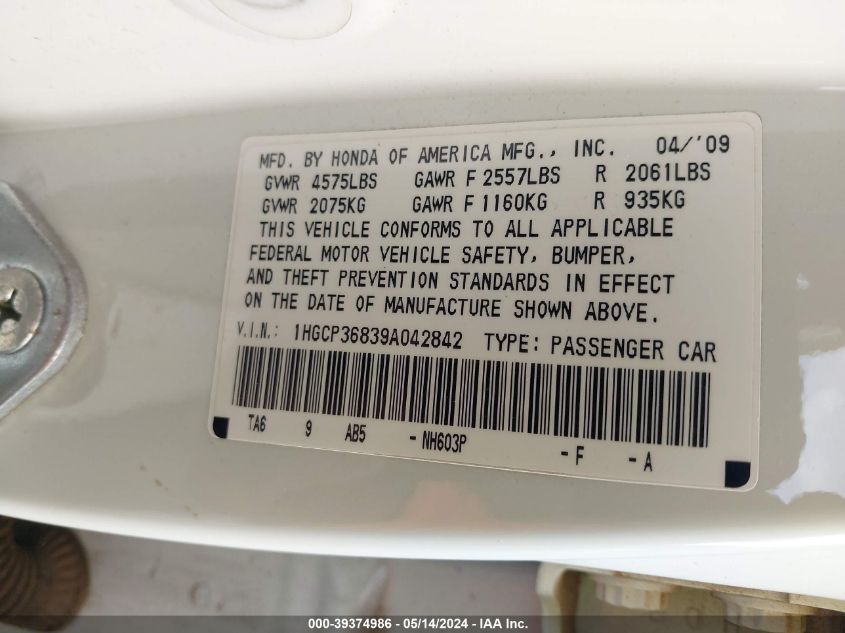 MFD. BY HONDA OF AMERICA MFG., INC. 04/'09
GVWR 4575LBS GAWR F 2557LBS R 2061LBS
GVWR 2075KG GAWR F 1160KG R 935KG
THIS VEHICLE CONFORMS TO ALL APPLICABLE
FEDERAL MOTOR VEHICLE SAFETY, BUMPER,
AND THEFT PREVENTION STANDARDS IN EFFECT
ON THE DATE OF MANUFACTURE SHOWN ABOVE.
V.I.N.: 1HGCP36839A042842 TYPE: PASSENGER CAR
TA6 9 AB5 - NH603P - F - A
000-39374986 | 05/14/2024 - IAA Inc.